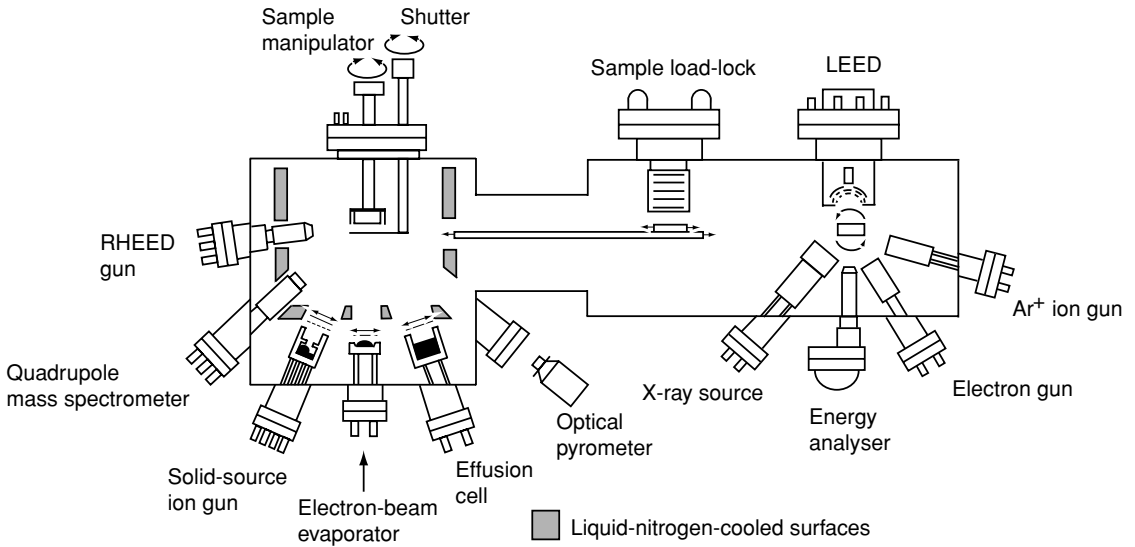 Sample
manipulator
Shutter
Sample load-lock
LEED
RHEED
gun
Ar⁺ ion gun
Quadrupole
mass spectrometer
X-ray source
Electron gun
Energy
analyser
Optical
pyrometer
Solid-source
ion gun
Effusion
cell
Electron-beam
evaporator
Liquid-nitrogen-cooled surfaces